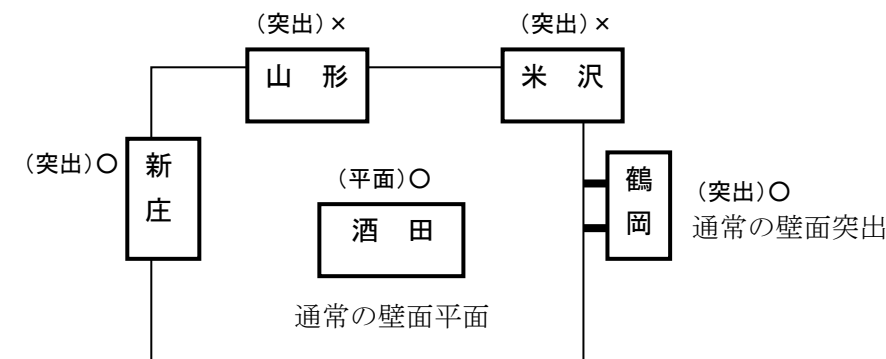 (突出)× (突出)×
山 形 米 沢
(突出)〇 新庄
(平面)〇
酒 田
鶴岡 (突出)〇
通常の壁面突出
通常の壁面平面